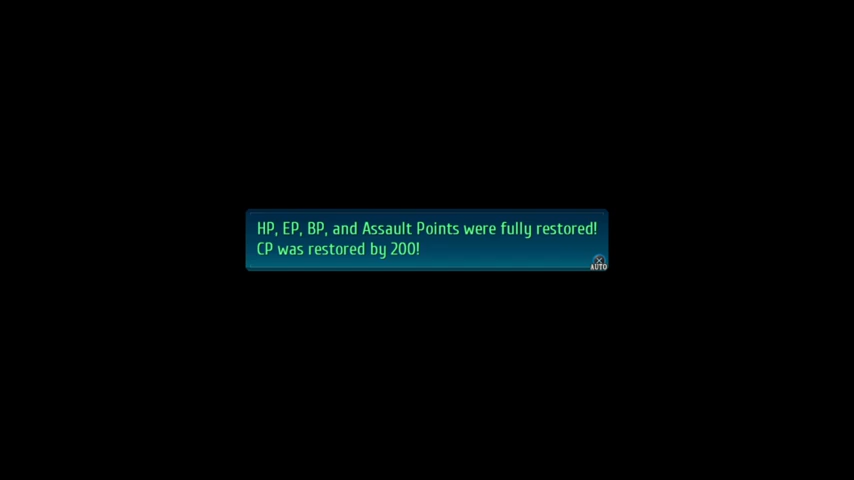 HP, EP, BP, and Assault Points were fully restored!
CP was restored by 200!
AUTO